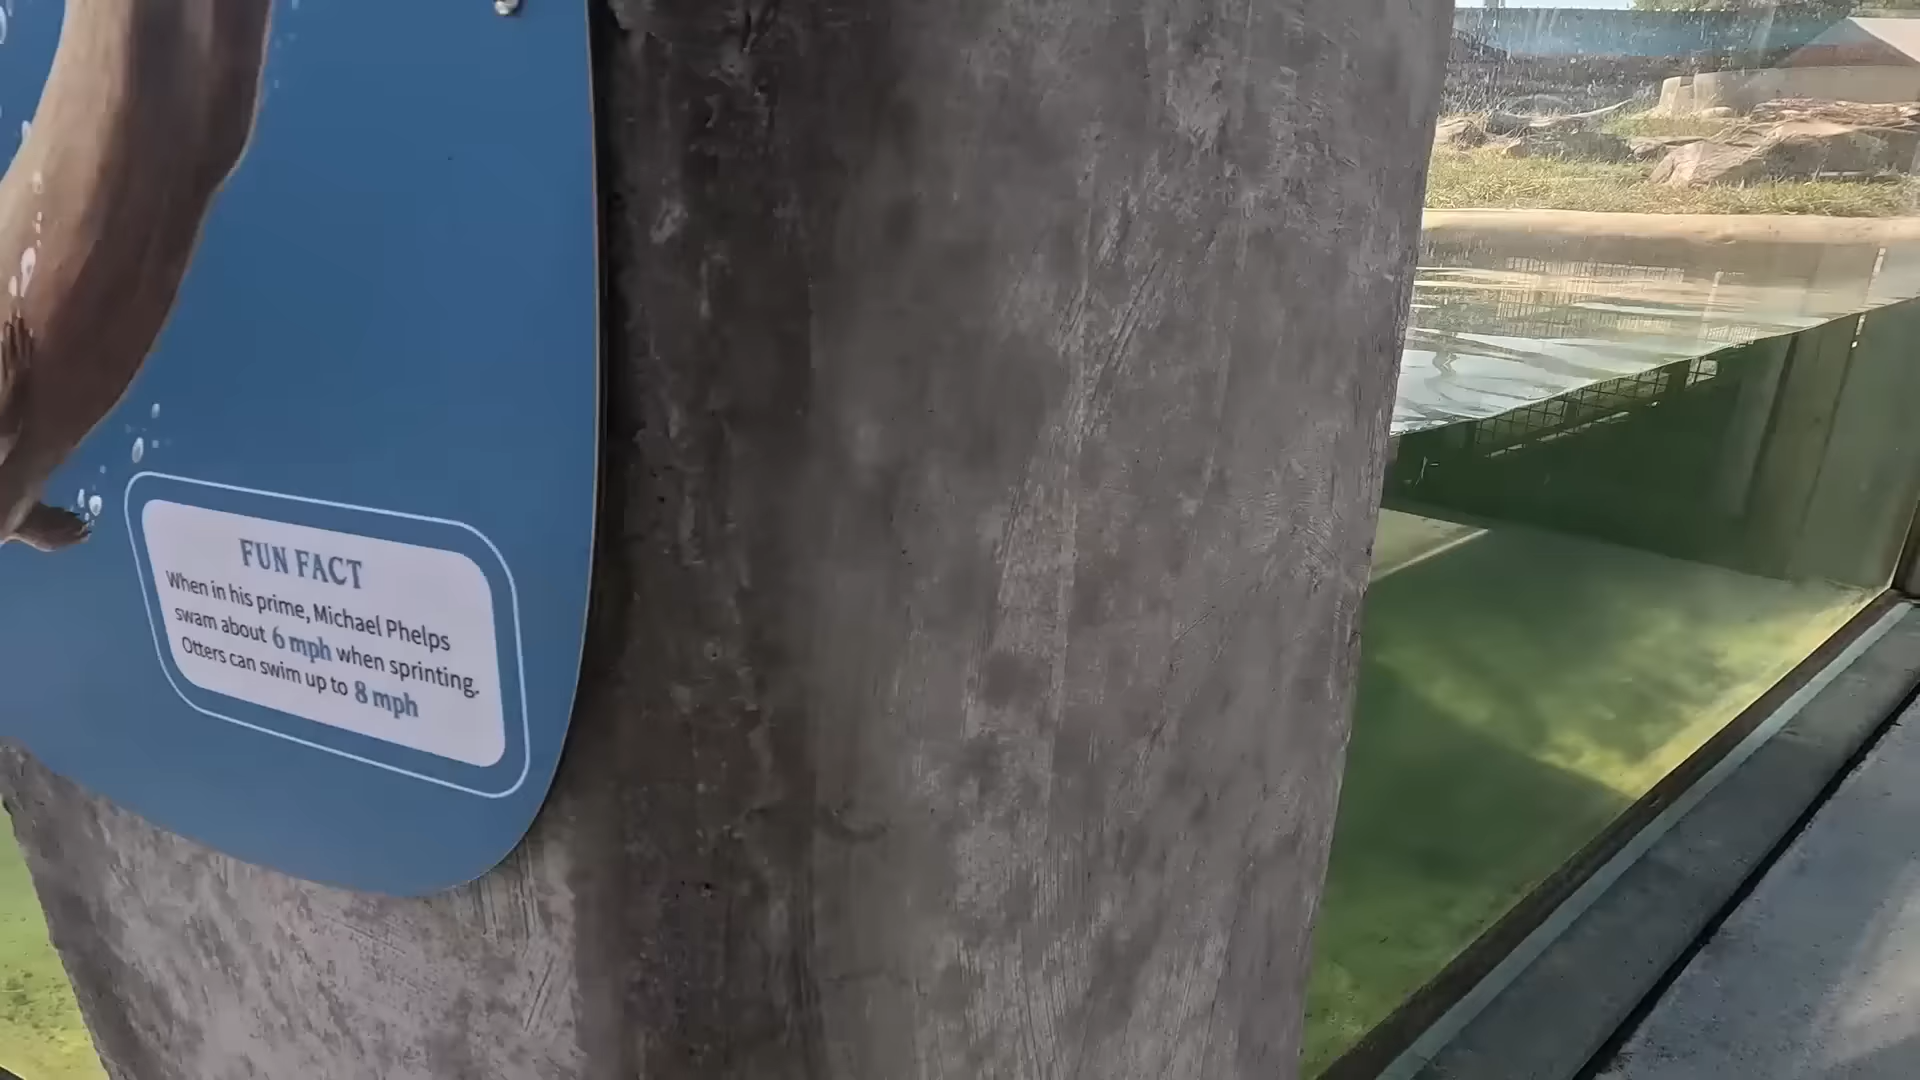 FUN FACT
When in his prime, Michael Phelps
swam about 6 mph when sprinting.
Otters can swim up to 8 mph